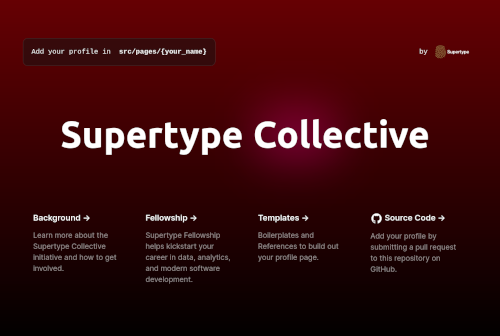 Add your profile in src/pages/{your_name}
by Supertype
Supertype Collective
Background →
Learn more about the
Supertype Collective
Initiative and how to get
involved.
Fellowship →
Supertype Fellowship
helps kickstart your
career in data, analytics,
and modern software
development.
Templates →
Boilerplates and
References to build out
your profile page.
Source Code →
Add your profile by
submitting a pull request
to this repository on
GitHub.